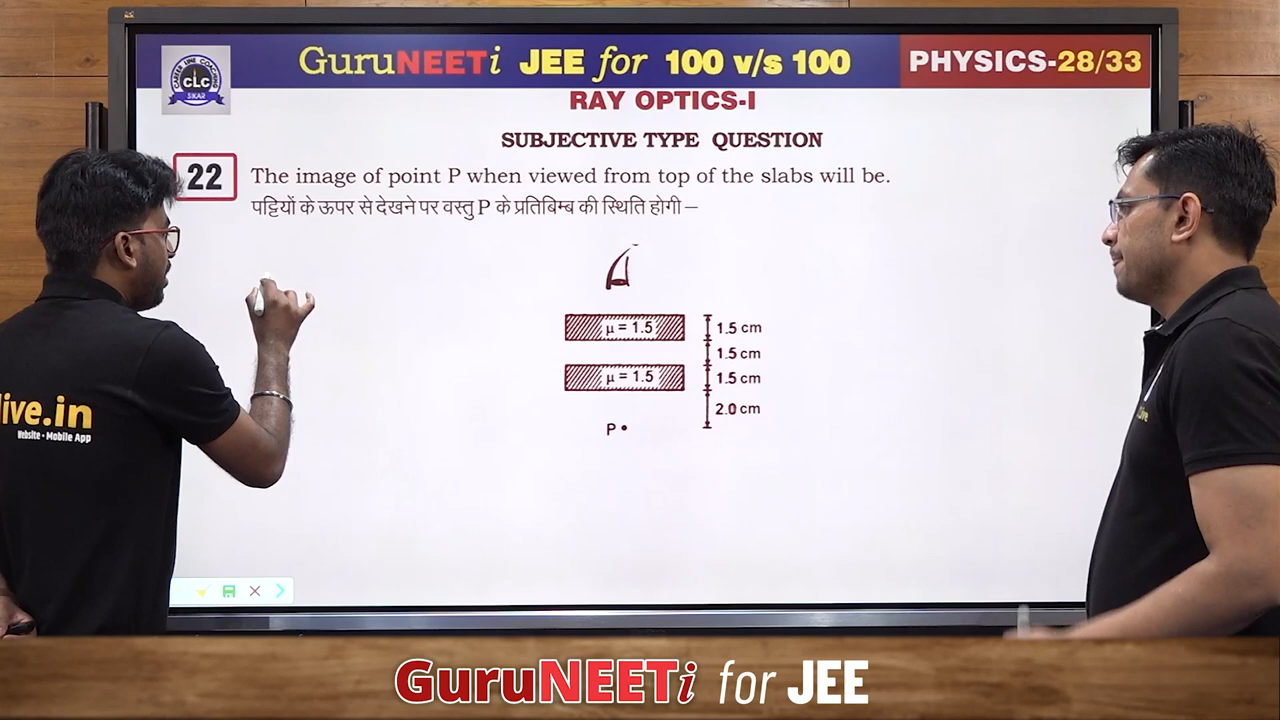 GuruNEETi JEE for 100 v/s 100
PHYSICS-28/33
CAREER LINE COACHING
CLC
SIKAR
RAY OPTICS-I
SUBJECTIVE TYPE QUESTION
22
The image of point P when viewed from top of the slabs will be.
पट्टियों के ऊपर से देखने पर वस्तु P के प्रतिबिम्ब की स्थिति होगी –
μ = 1.5
1.5 cm
1.5 cm
μ = 1.5
1.5 cm
2.0 cm
P •
live.in
Website • Mobile App
live
GuruNEETi for JEE